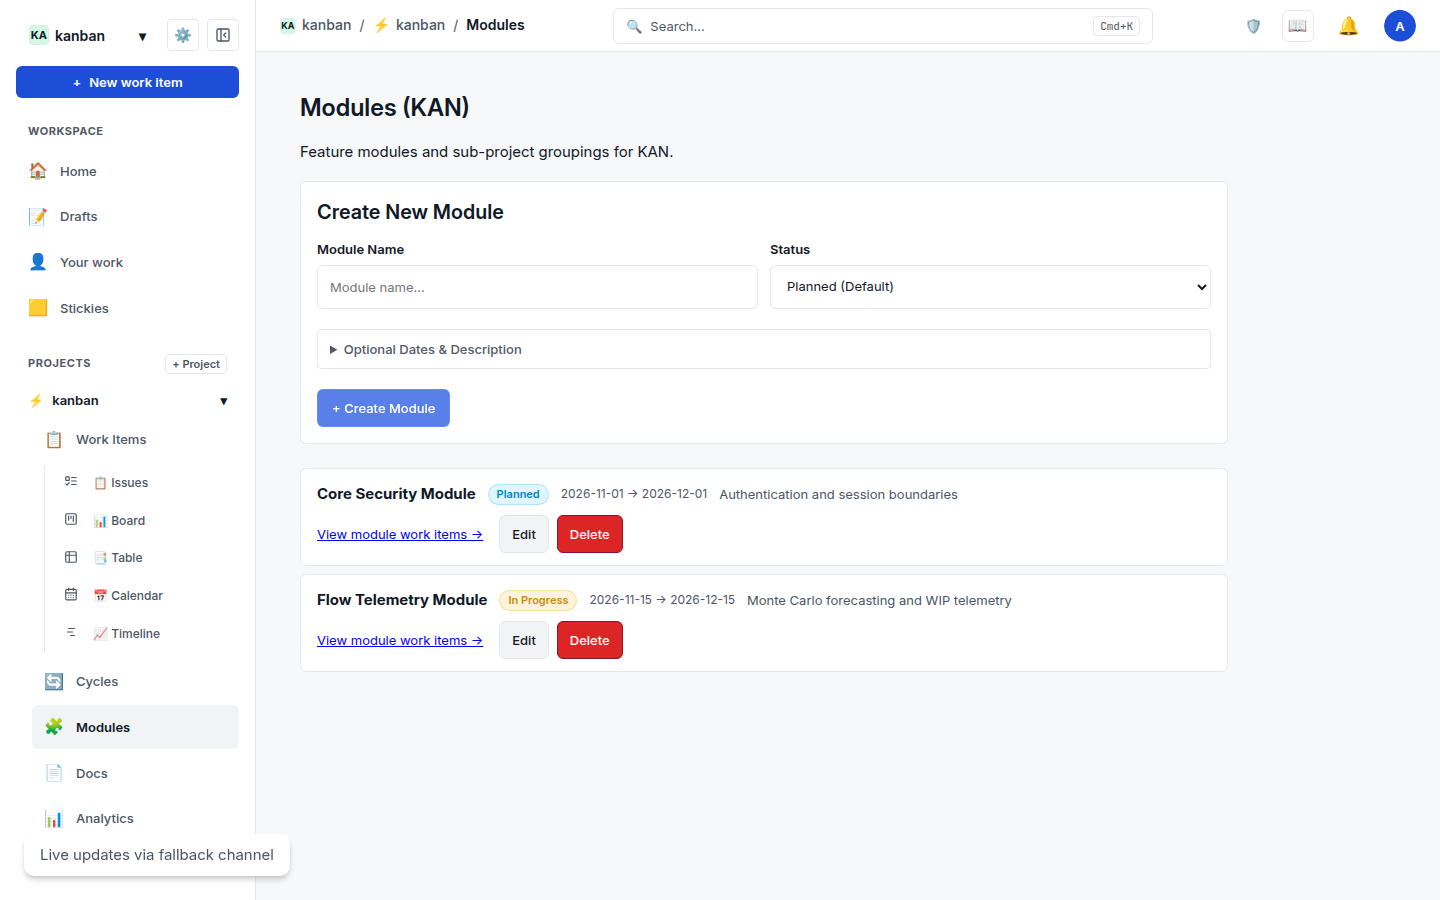 KA kanban ▾
+ New work item
WORKSPACE
Home
Drafts
Your work
Stickies
PROJECTS
+ Project
kanban ▾
Work Items
Issues
Board
Table
Calendar
Timeline
Cycles
Modules
Docs
Analytics
Live updates via fallback channel
KA kanban / kanban / Modules
Search...
Cmd+K
A
Modules (KAN)
Feature modules and sub-project groupings for KAN.
Create New Module
Module Name
Status
Module name...
Planned (Default)
▶ Optional Dates & Description
+ Create Module
Core Security Module Planned 2026-11-01 → 2026-12-01 Authentication and session boundaries
View module work items → Edit Delete
Flow Telemetry Module In Progress 2026-11-15 → 2026-12-15 Monte Carlo forecasting and WIP telemetry
View module work items → Edit Delete